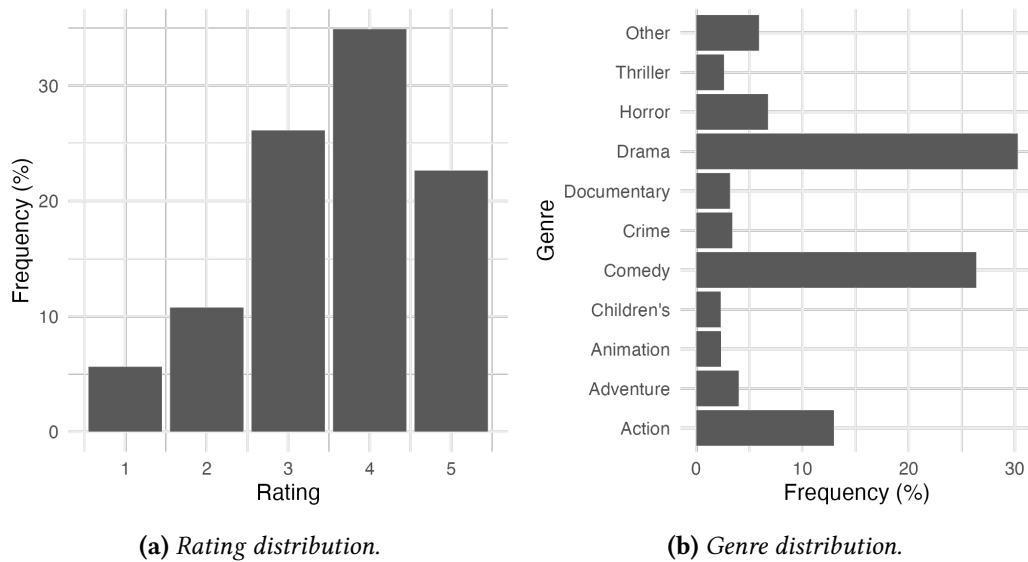 30
20
10
0
Frequency (%)
1 2 3 4 5
Rating
(a) Rating distribution.
Genre
Other
Thriller
Horror
Drama
Documentary
Crime
Comedy
Children's
Animation
Adventure
Action
0 10 20 30
Frequency (%)
(b) Genre distribution.